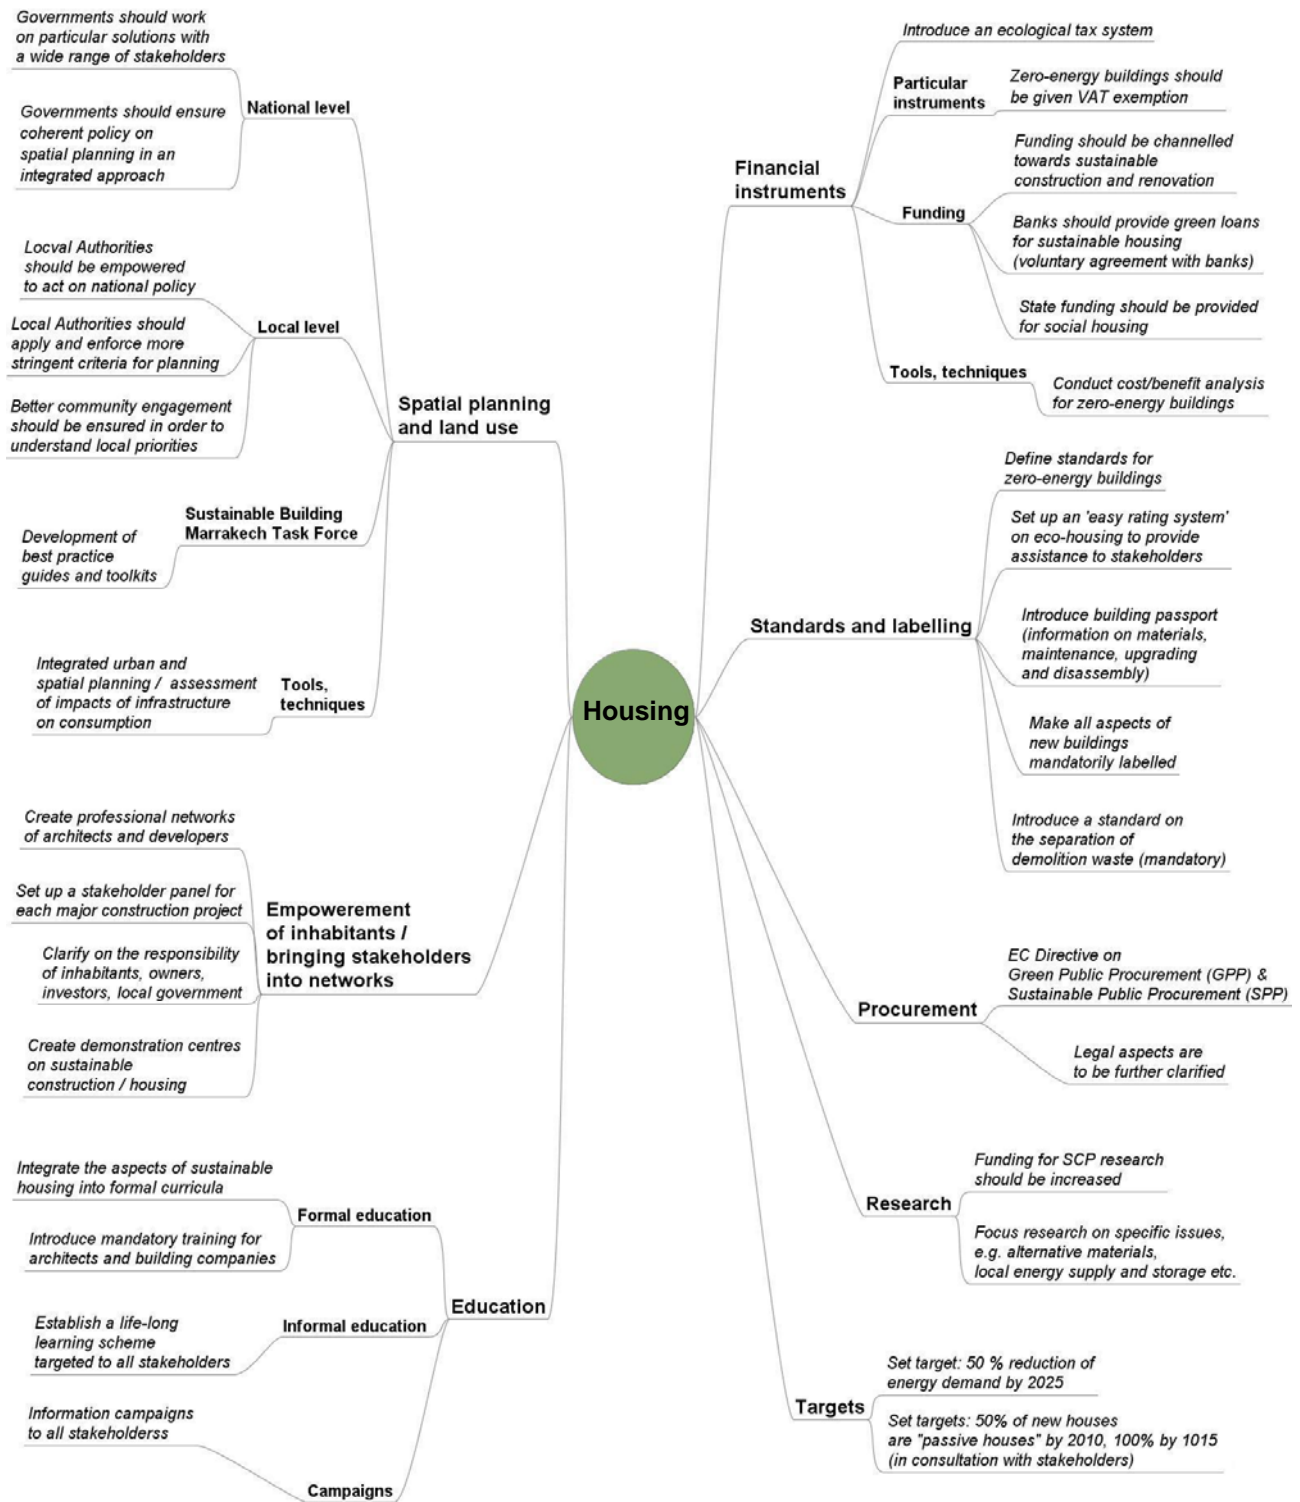 Governments should work
on particular solutions with
a wide range of stakeholders
National level
Governments should ensure
coherent policy on
spatial planning in an
integrated approach
Locval Authorities
should be empowered
to act on national policy
Local Authorities should
apply and enforce more
stringent criteria for planning
Local level
Better community engagement
should be ensured in order to
understand local priorities
Spatial planning
and land use
Sustainable Building
Marrakech Task Force
Development of
best practice
guides and toolkits
Integrated urban and
spatial planning / assessment
of impacts of infrastructure
on consumption
Tools,
techniques
Housing
Create professional networks
of architects and developers
Set up a stakeholder panel for
each major construction project
Clarify on the responsibility
of inhabitants, owners,
investors, local government
Create demonstration centres
on sustainable
construction / housing
Empowerement
of inhabitants /
bringing stakeholders
into networks
Integrate the aspects of sustainable
housing into formal curricula
Formal education
Introduce mandatory training for
architects and building companies
Education
Establish a life-long
learning scheme
targeted to all stakeholders
Informal education
Information campaigns
to all stakeholderss
Campaigns
Introduce an ecological tax system
Particular
instruments
Zero-energy buildings should
be given VAT exemption
Financial
instruments
Funding should be channelled
towards sustainable
construction and renovation
Funding
Banks should provide green loans
for sustainable housing
(voluntary agreement with banks)
State funding should be provided
for social housing
Tools, techniques
Conduct cost/benefit analysis
for zero-energy buildings
Define standards for
zero-energy buildings
Set up an 'easy rating system'
on eco-housing to provide
assistance to stakeholders
Standards and labelling
Introduce building passport
(information on materials,
maintenance, upgrading
and disassembly)
Make all aspects of
new buildings
mandatorily labelled
Introduce a standard on
the separation of
demolition waste (mandatory)
EC Directive on
Green Public Procurement (GPP) &
Sustainable Public Procurement (SPP)
Procurement
Legal aspects are
to be further clarified
Funding for SCP research
should be increased
Research
Focus research on specific issues,
e.g. alternative materials,
local energy supply and storage etc.
Set target: 50 % reduction of
energy demand by 2025
Targets
Set targets: 50% of new houses
are "passive houses" by 2010, 100% by 1015
(in consultation with stakeholders)